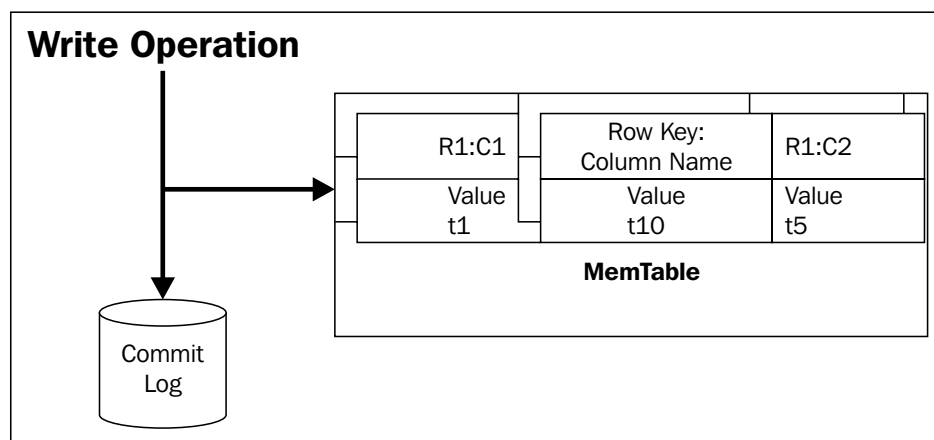 Write Operation
R1:C1
Row Key:
Column Name
R1:C2
Value
t1
Value
t10
Value
t5
MemTable
Commit
Log